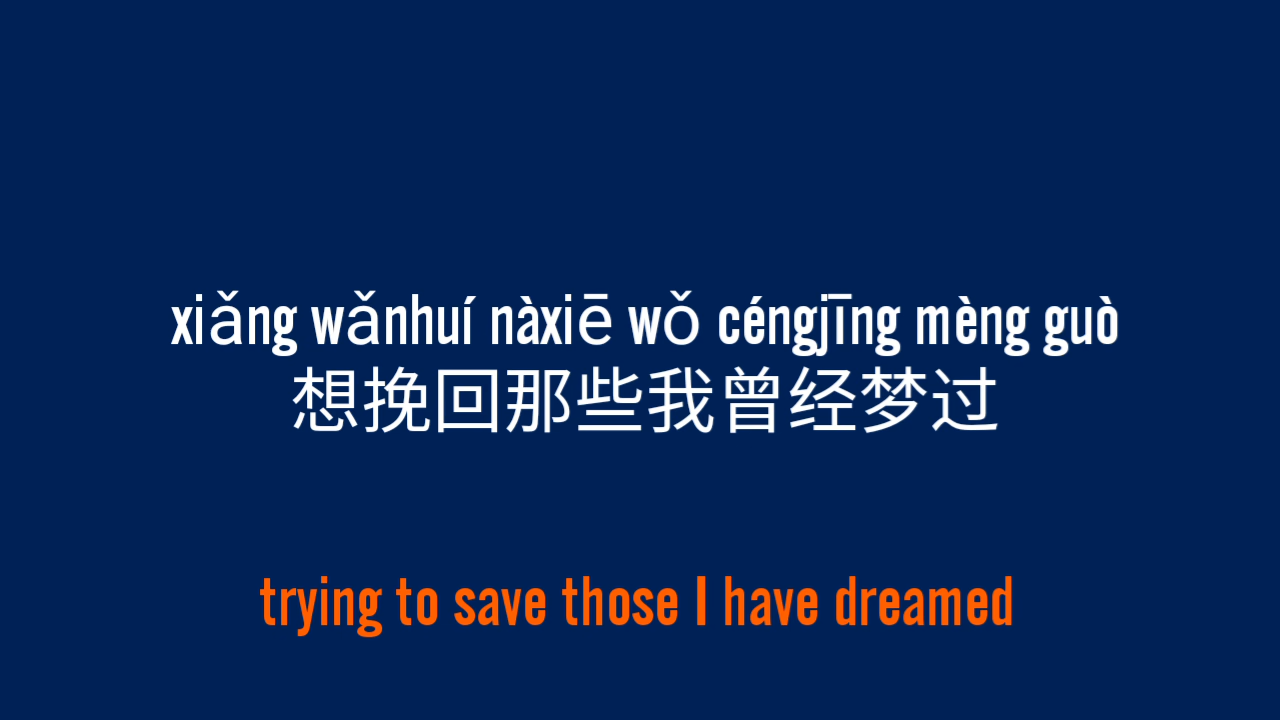 xiǎng wǎnhuí nàxiē wǒ céngjīng mèng guò
想挽回那些我曾经梦过
trying to save those I have dreamed